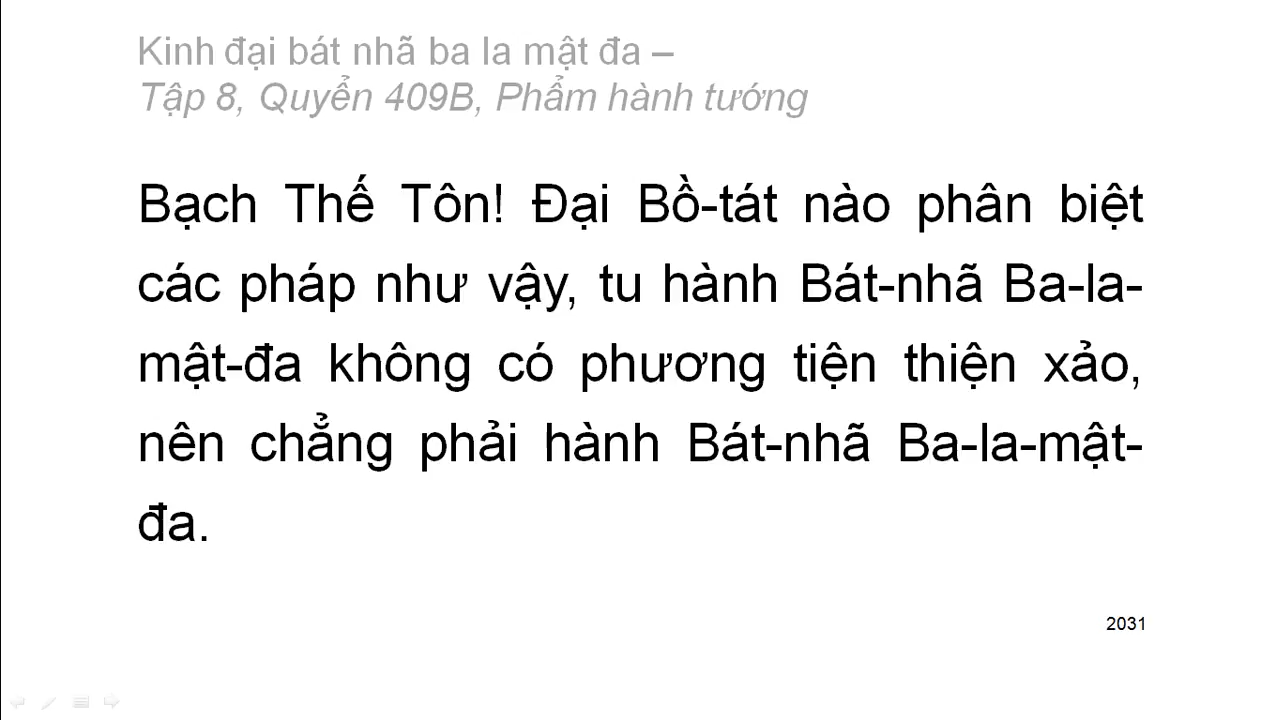 Kinh đại bát nhã ba la mật đa –
Tập 8, Quyển 409B, Phẩm hành tướng
Bạch Thế Tôn! Đại Bồ-tát nào phân biệt
các pháp như vậy, tu hành Bát-nhã Ba-la-
mật-đa không có phương tiện thiện xảo,
nên chẳng phải hành Bát-nhã Ba-la-mật-
đa.
2031